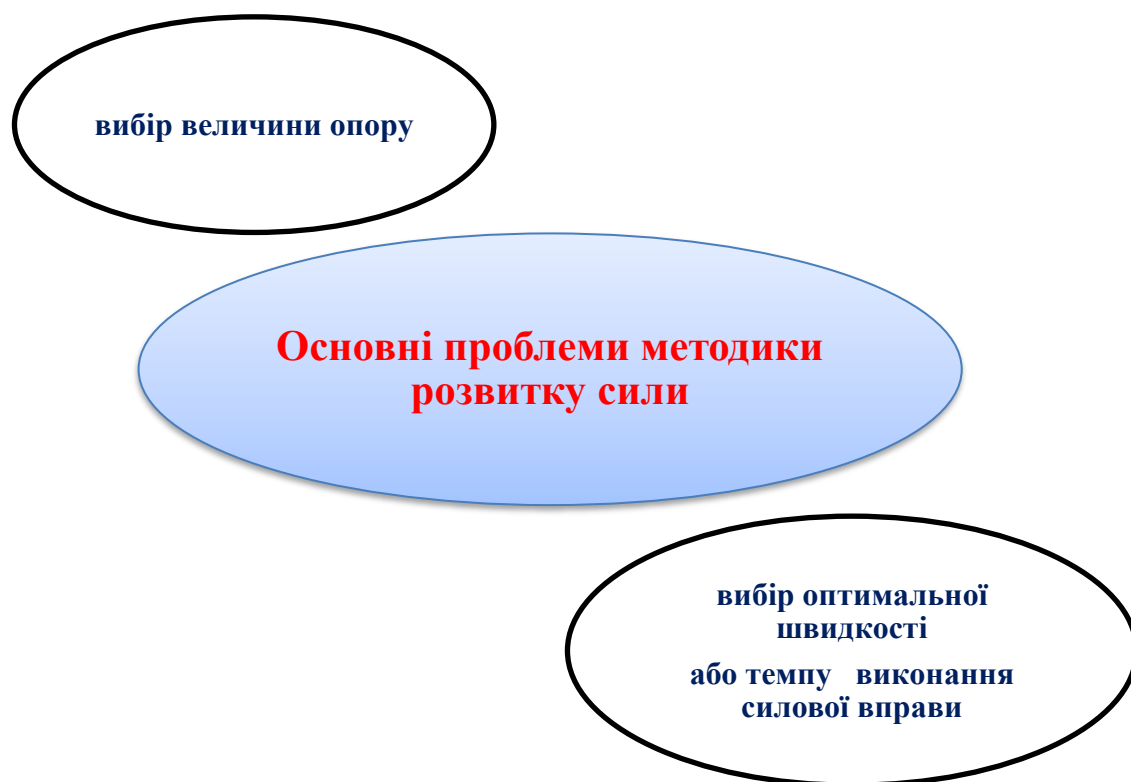 вибір величини опору
Основні проблеми методики
розвитку сили
вибір оптимальної
швидкості
або темпу виконання
силової вправи